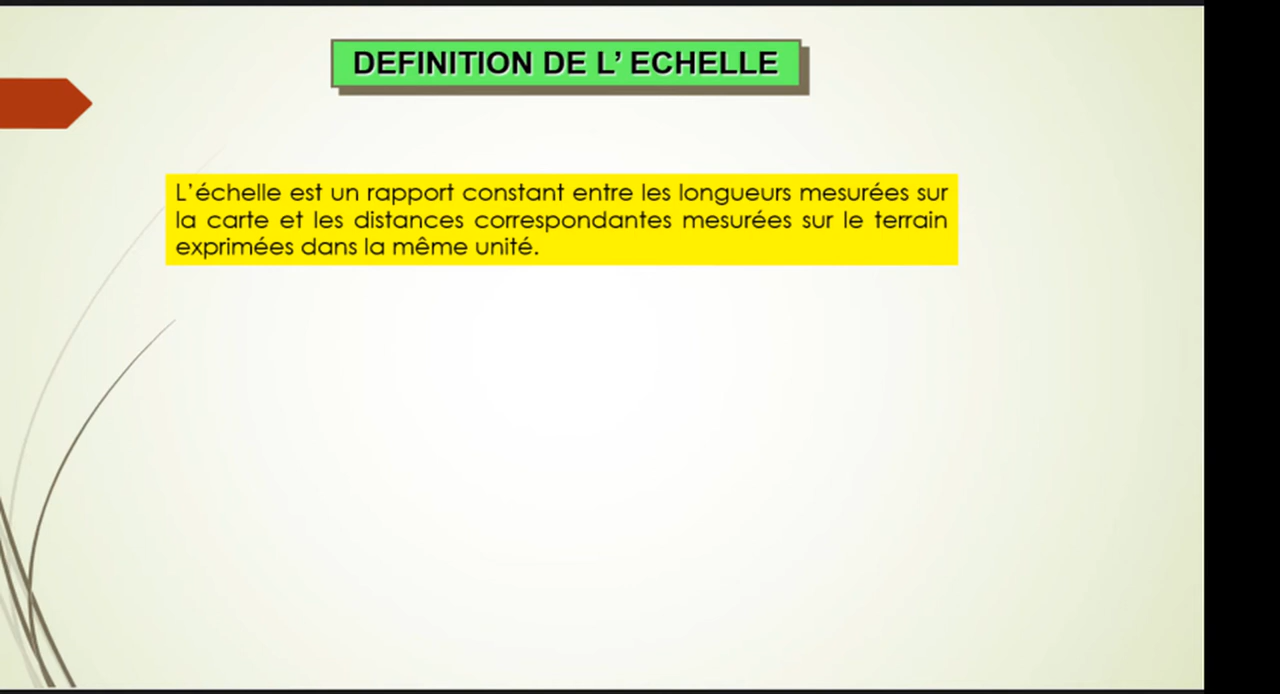 DEFINITION DE L’ ECHELLE
L’échelle est un rapport constant entre les longueurs mesurées sur
la carte et les distances correspondantes mesurées sur le terrain
exprimées dans la même unité.